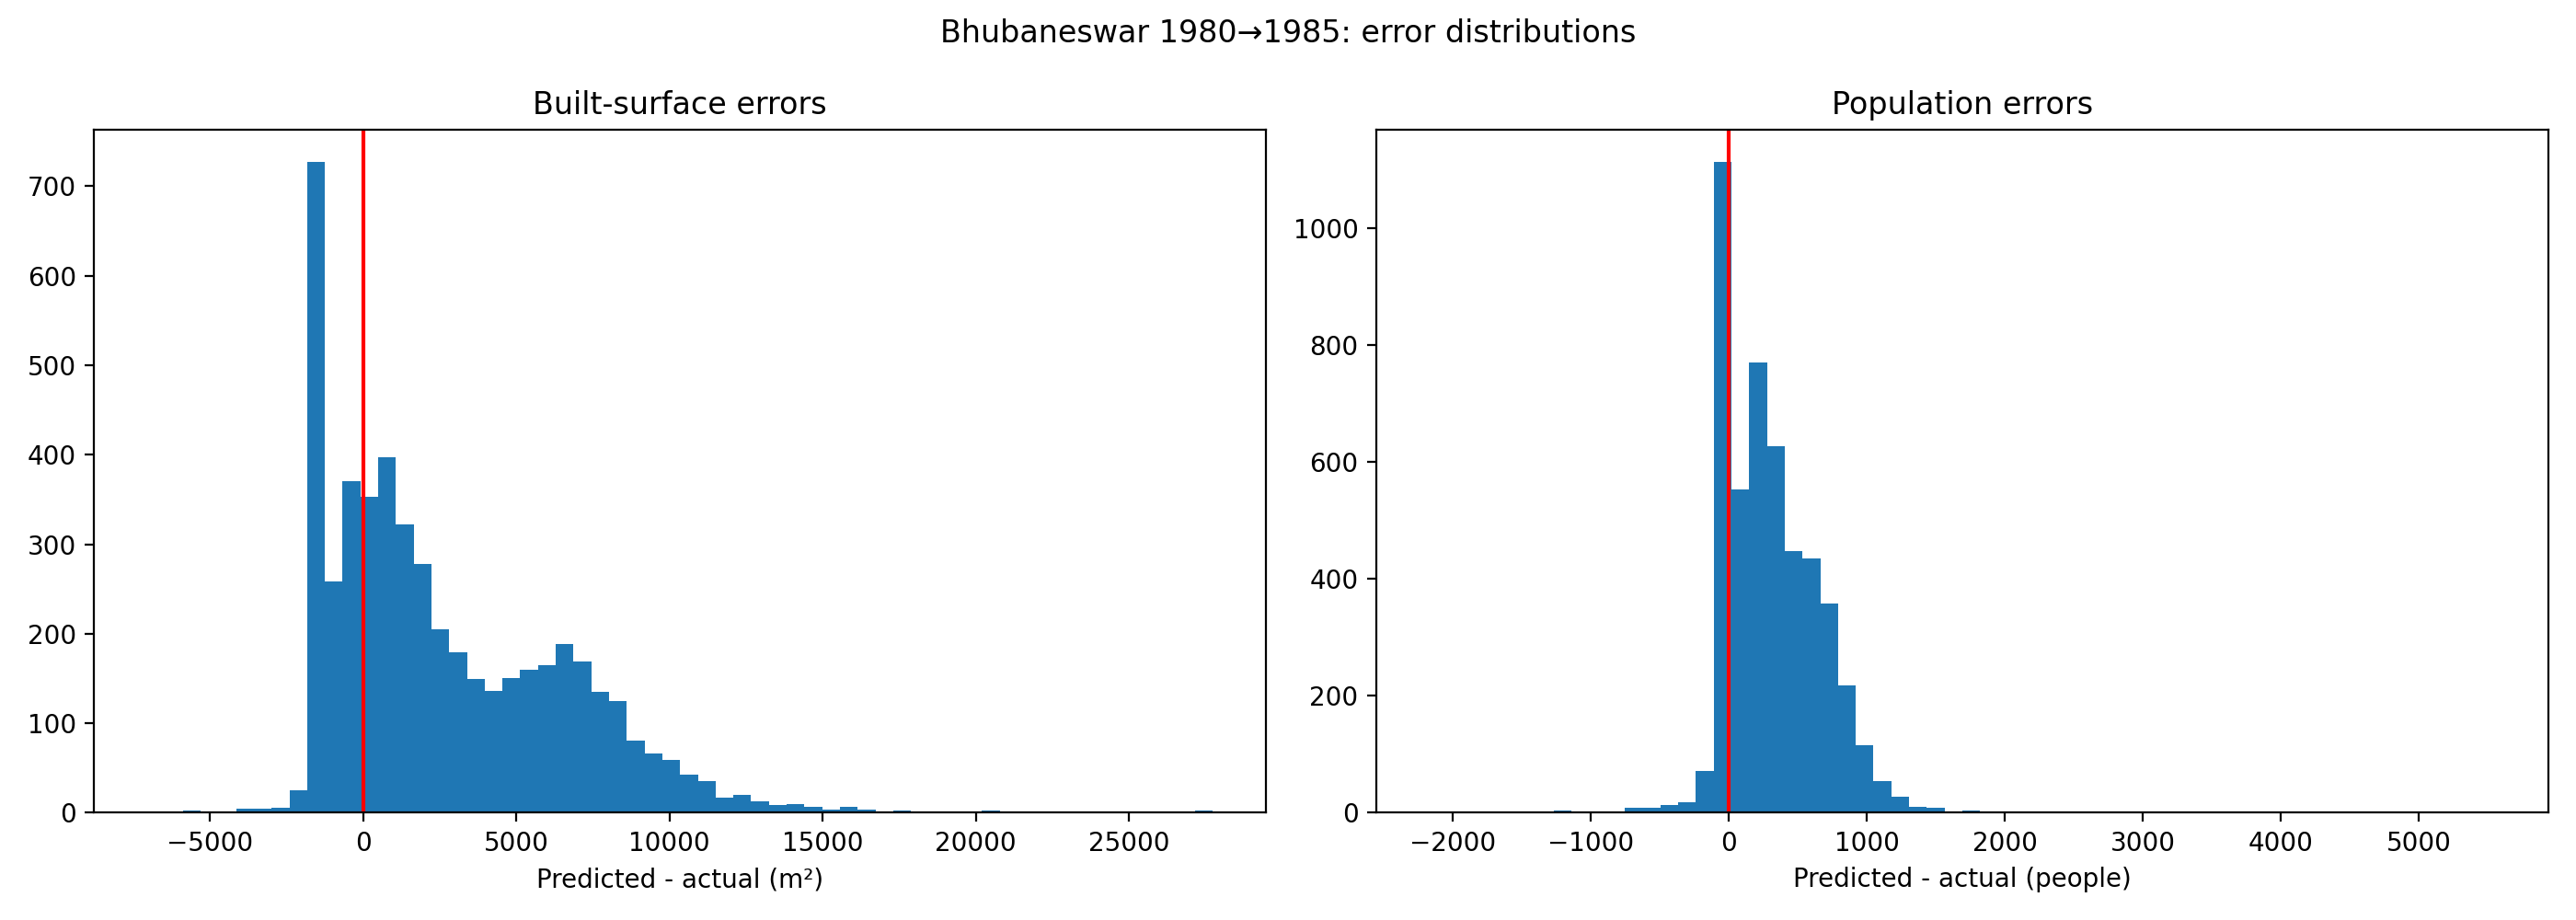 Bhubaneswar 1980→1985: error distributions
Built-surface errors
700
600
500
400
300
200
100
0
−5000 0 5000 10000 15000 20000 25000
Predicted - actual (m²)
Population errors
1000
800
600
400
200
0
−2000 −1000 0 1000 2000 3000 4000 5000
Predicted - actual (people)